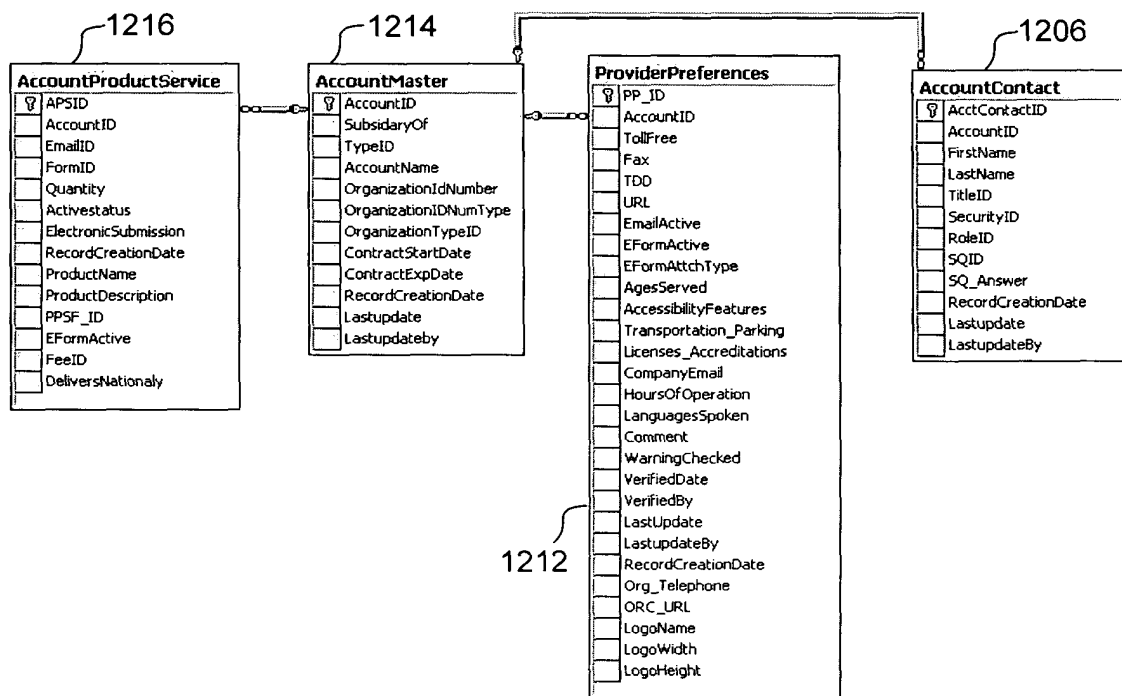 1216
AccountProductService
APSID
AccountID
EmailID
FormID
Quantity
Activestatus
ElectronicSubmission
RecordCreationDate
ProductName
ProductDescription
PPSF_ID
EFormActive
FeeID
DeliversNationaly
1214
AccountMaster
AccountID
SubsidaryOf
TypeID
AccountName
OrganizationIdNumber
OrganizationIDNumType
OrganizationTypeID
ContractStartDate
ContractExpDate
RecordCreationDate
Lastupdate
Lastupdateby
ProviderPreferences
PP_ID
AccountID
TollFree
Fax
TDD
URL
EmailActive
EFormActive
EFormAttchType
AgesServed
AccessibilityFeatures
Transportation_Parking
Licenses_Accreditations
CompanyEmail
HoursOfOperation
LanguagesSpoken
Comment
WarningChecked
VerifiedDate
VerifiedBy
LastUpdate
LastupdateBy
RecordCreationDate
Org_Telephone
ORC_URL
LogoName
LogoWidth
LogoHeight
1212
1206
AccountContact
AcctContactID
AccountID
FirstName
LastName
TitleID
SecurityID
RoleID
SQID
SQ_Answer
RecordCreationDate
Lastupdate
LastupdateBy